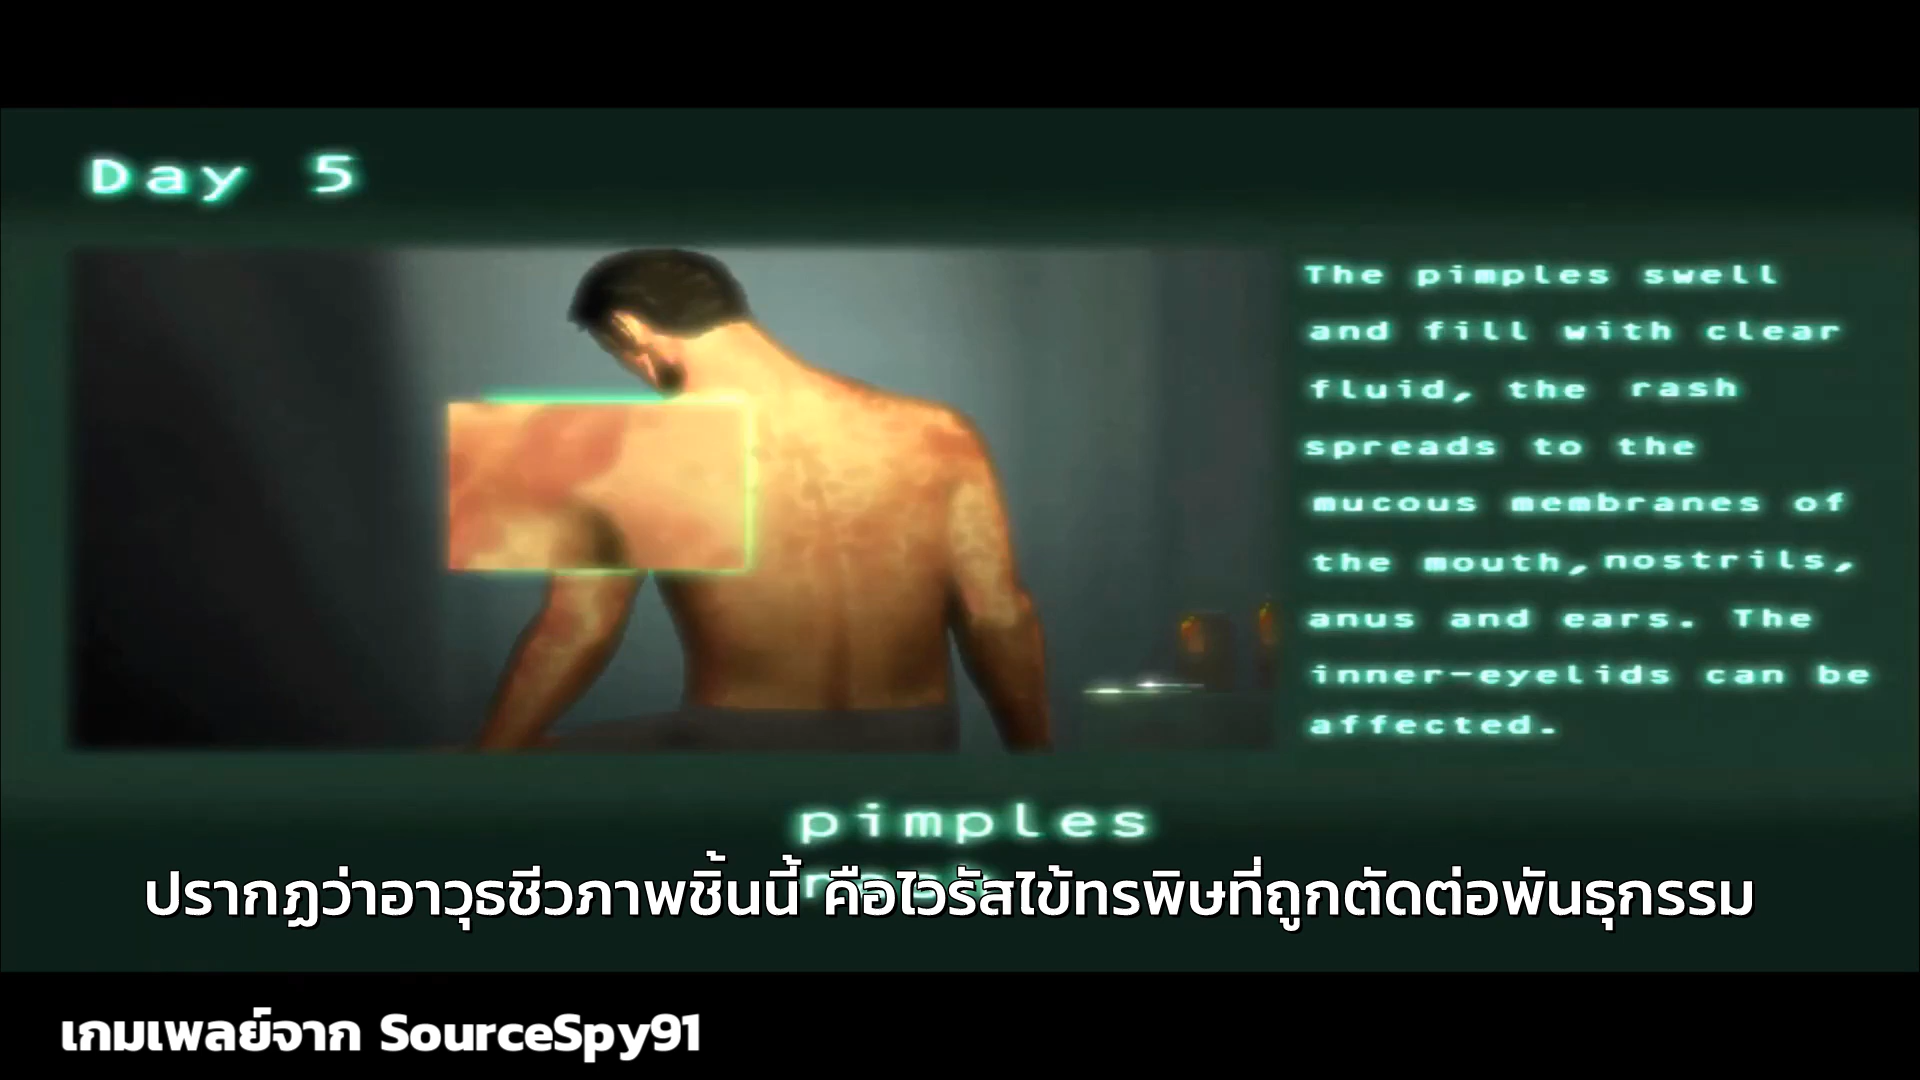 Day 5
The pimples swell
and fill with clear
fluid, the rash
spreads to the
mucous membranes of
the mouth, nostrils,
anus and ears. The
inner-eyelids can be
affected.
pimples
ปรากฏว่าอาวุธชีวภาพชิ้นนี้ คือไวรัสไข้ทรพิษที่ถูกตัดต่อพันธุกรรม
เกมเพลย์จาก SourceSpy91